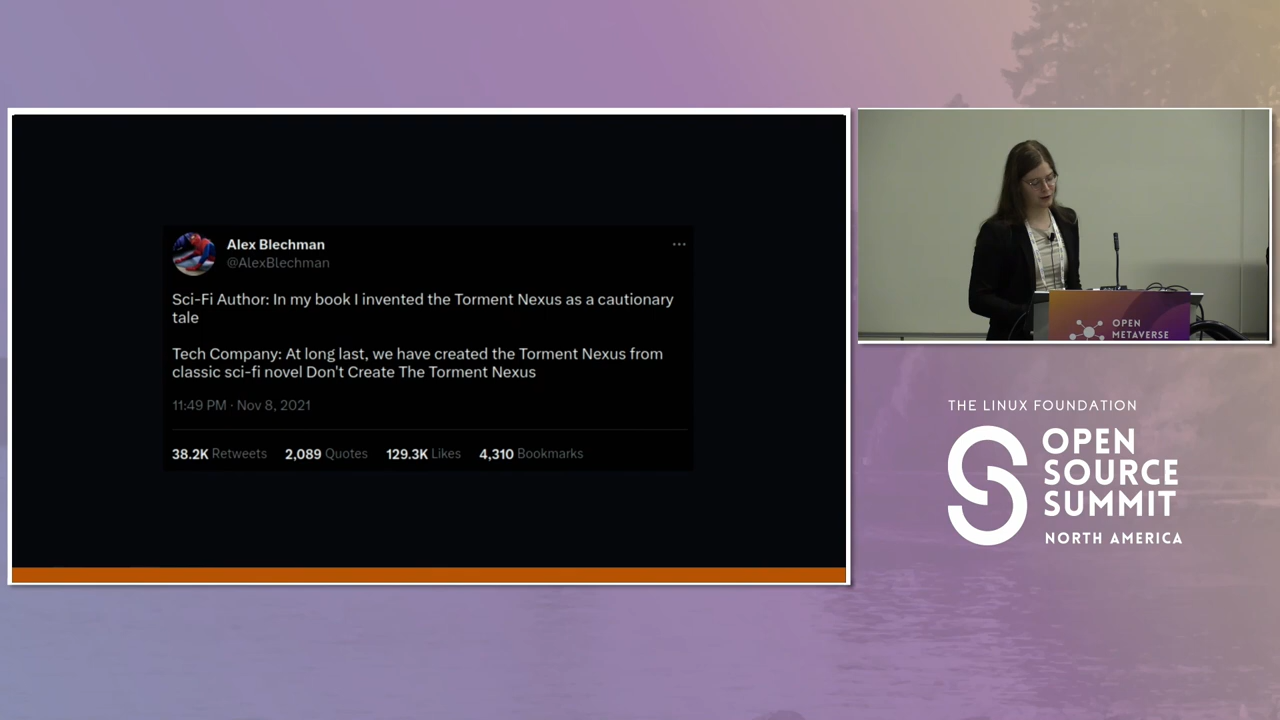 Alex Blechman
@AlexBlechman
Sci-Fi Author: In my book I invented the Torment Nexus as a cautionary
tale
Tech Company: At long last, we have created the Torment Nexus from
classic sci-fi novel Don't Create The Torment Nexus
11:49 PM · Nov 8, 2021
38.2K Retweets 2,089 Quotes 129.3K Likes 4,310 Bookmarks
OPEN
METAVERSE
THE LINUX FOUNDATION
OPEN
SOURCE
SUMMIT
NORTH AMERICA